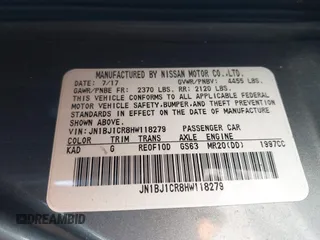 MANUFACTURED BY NISSAN MOTOR CO.,LTD.
DATE: 7/17 GVWR/PNBV: 4455 LBS.
GAWR/PNBE FR: 2370 LBS. RR: 2120 LBS.
THIS VEHICLE CONFORMS TO ALL APPLICABLE FEDERAL
MOTOR VEHICLE SAFETY,BUMPER,AND THEFT PREVENTION
STANDARDS IN EFFECT ON THE DATE OF MANUFACTURE
SHOWN ABOVE.
VIN: JN1BJ1CR8HW118279 PASSENGER CAR
COLOR TRIM TRANS AXLE ENGINE
KAD G RE0F10D GS63 MR20(DD) 1997CC
JN1BJ1CR8HW118279
DREAMBID